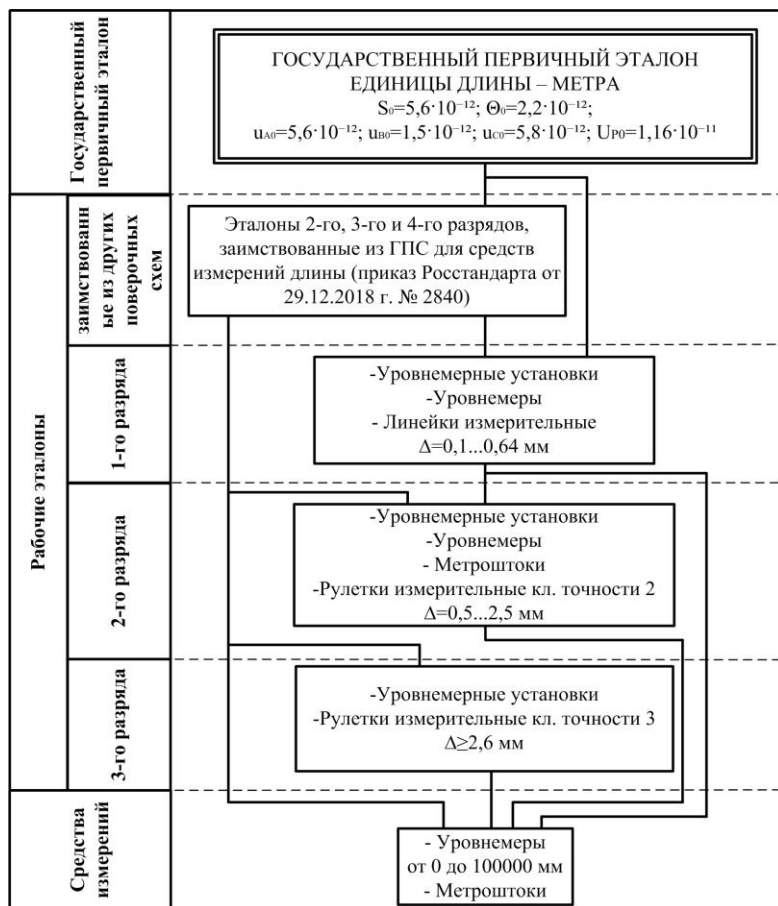 Государственный
первичный эталон
ГОСУДАРСТВЕННЫЙ ПЕРВИЧНЫЙ ЭТАЛОН
ЕДИНИЦЫ ДЛИНЫ – МЕТРА
S₀=5,6·10⁻¹²; Θ₀=2,2·10⁻¹²;
uА₀=5,6·10⁻¹²; uВ₀=1,5·10⁻¹²; uС₀=5,8·10⁻¹²; UР₀=1,16·10⁻¹¹
Рабочие эталоны
заимствованн
ые из других
поверочных
схем
Эталоны 2-го, 3-го и 4-го разрядов,
заимствованные из ГПС для средств
измерений длины (приказ Росстандарта от
29.12.2018 г. № 2840)
1-го разряда
-Уровнемерные установки
-Уровнемеры
- Линейки измерительные
Δ=0,1...0,64 мм
2-го разряда
-Уровнемерные установки
-Уровнемеры
- Метроштоки
-Рулетки измерительные кл. точности 2
Δ=0,5...2,5 мм
3-го разряда
-Уровнемерные установки
-Рулетки измерительные кл. точности 3
Δ≥2,6 мм
Средства
измерений
- Уровнемеры
от 0 до 100000 мм
- Метроштоки